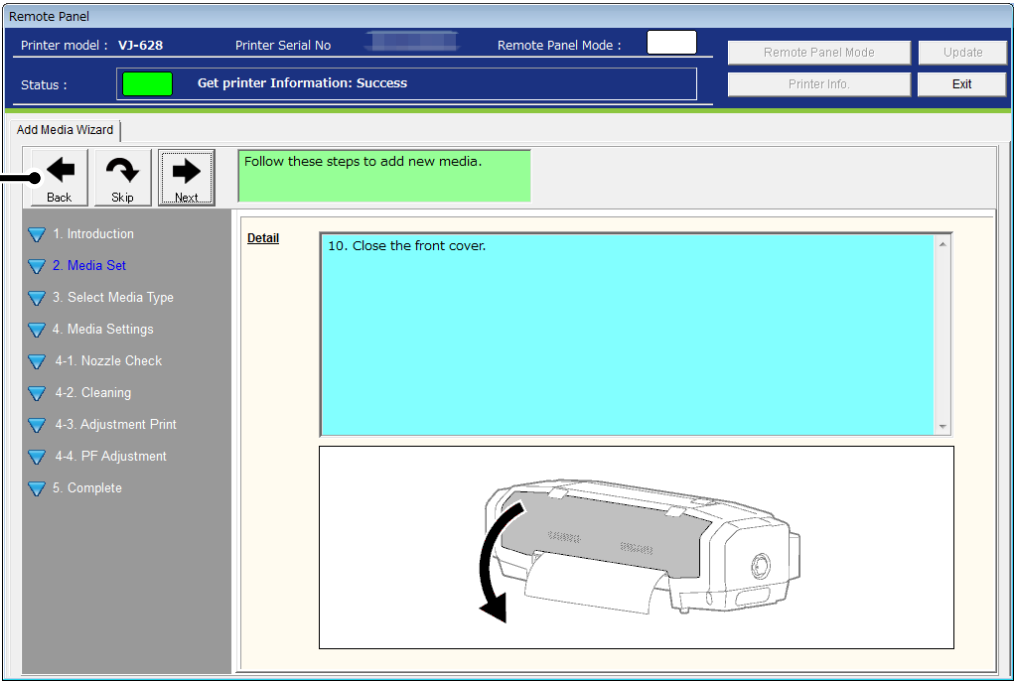 Remote Panel
Printer model : VJ-628 Printer Serial No Remote Panel Mode :
Remote Panel Mode Update
Status : Get printer Information: Success
Printer Info. Exit
Add Media Wizard
Back Skip Next
Follow these steps to add new media.
1. Introduction
2. Media Set
3. Select Media Type
4. Media Settings
4-1. Nozzle Check
4-2. Cleaning
4-3. Adjustment Print
4-4. PF Adjustment
5. Complete
Detail
10. Close the front cover.